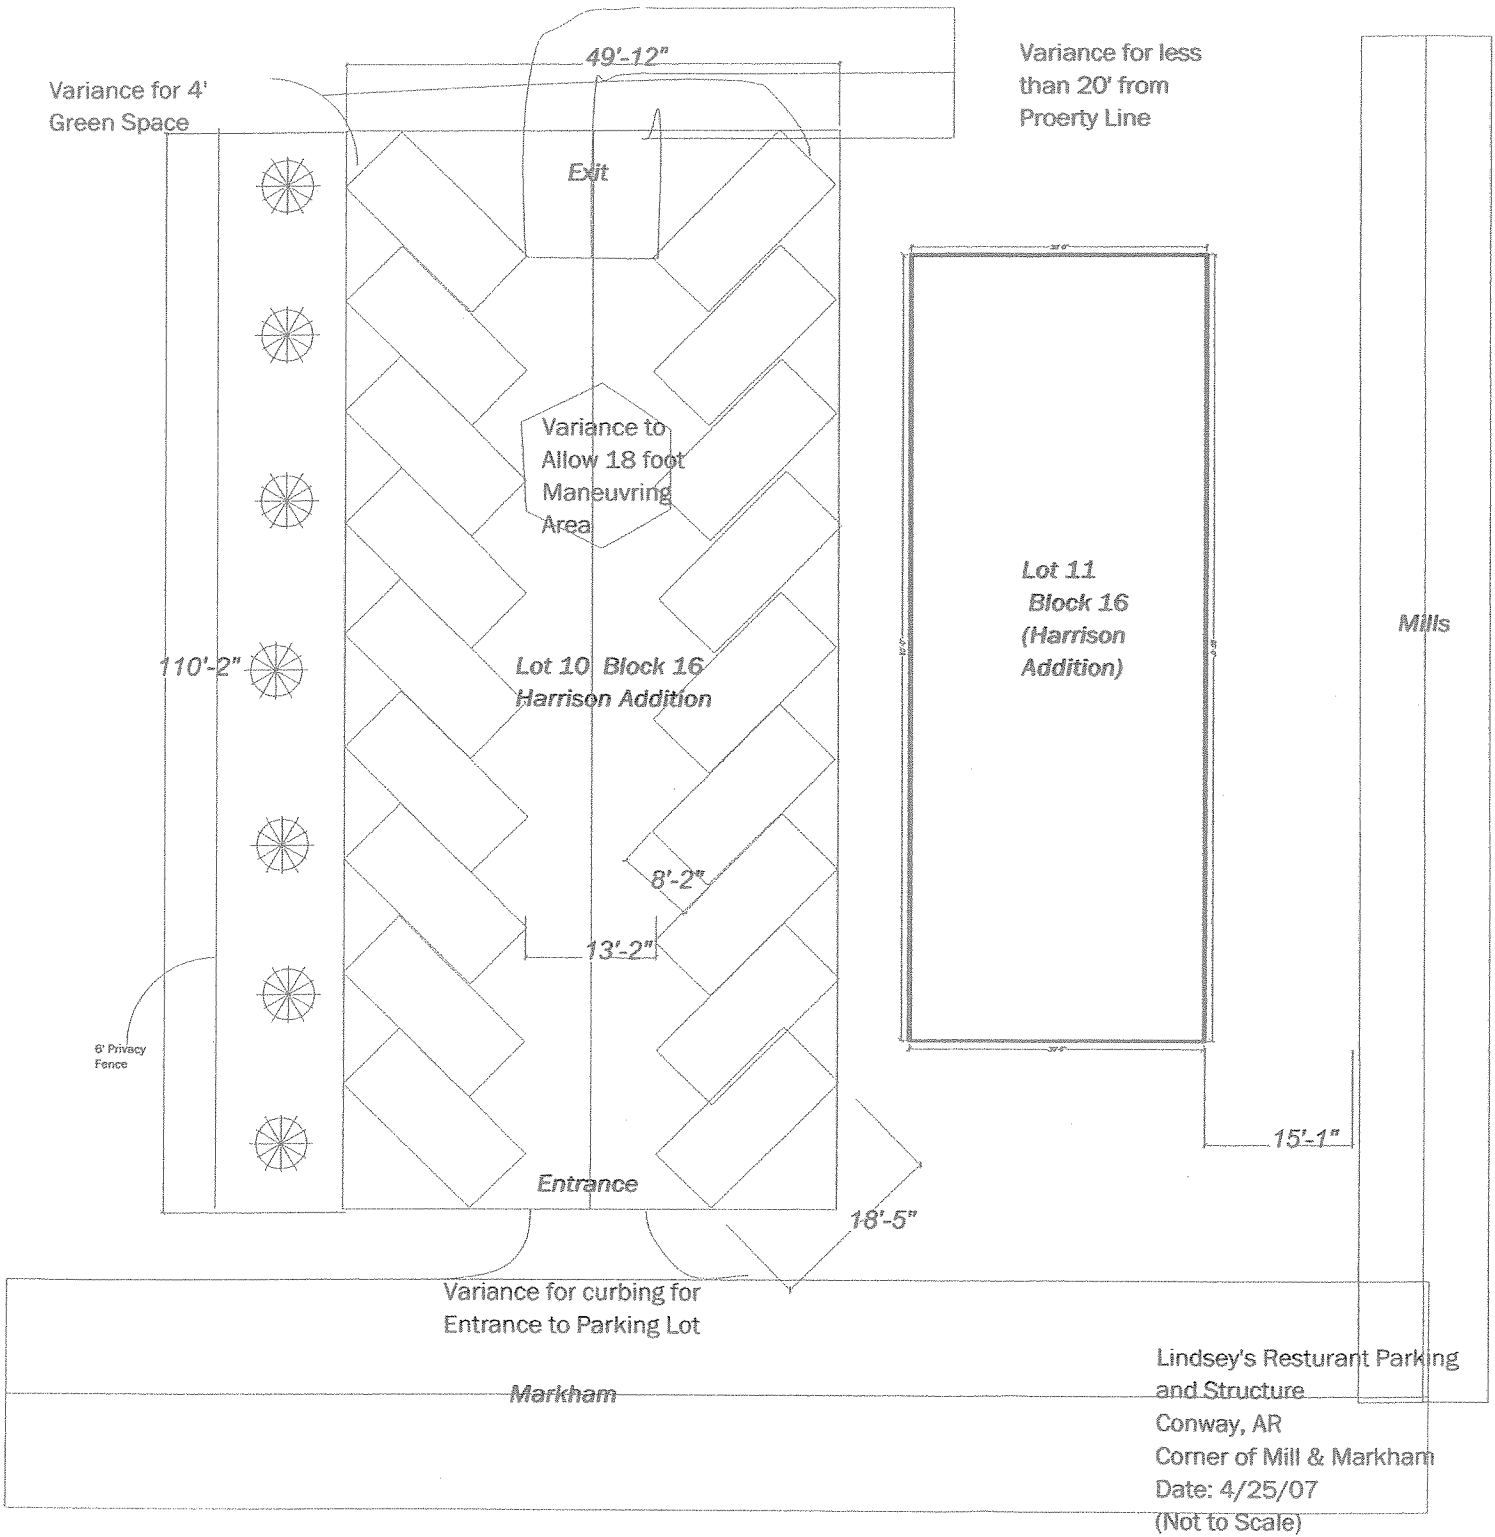 49'-12"
Variance for less
than 20' from
Proerty Line
Variance for 4'
Green Space
Exit
Variance to
Allow 18 foot
Maneuvring
Area
Lot 11
Block 16
(Harrison
Addition)
Mills
110'-2"
Lot 10 Block 16
Harrison Addition
8'-2"
13'-2"
6' Privacy
Fence
15'-1"
Entrance
18'-5"
Variance for curbing for
Entrance to Parking Lot
Markham
Lindsey's Resturant Parking
and Structure
Conway, AR
Corner of Mill & Markham
Date: 4/25/07
(Not to Scale)